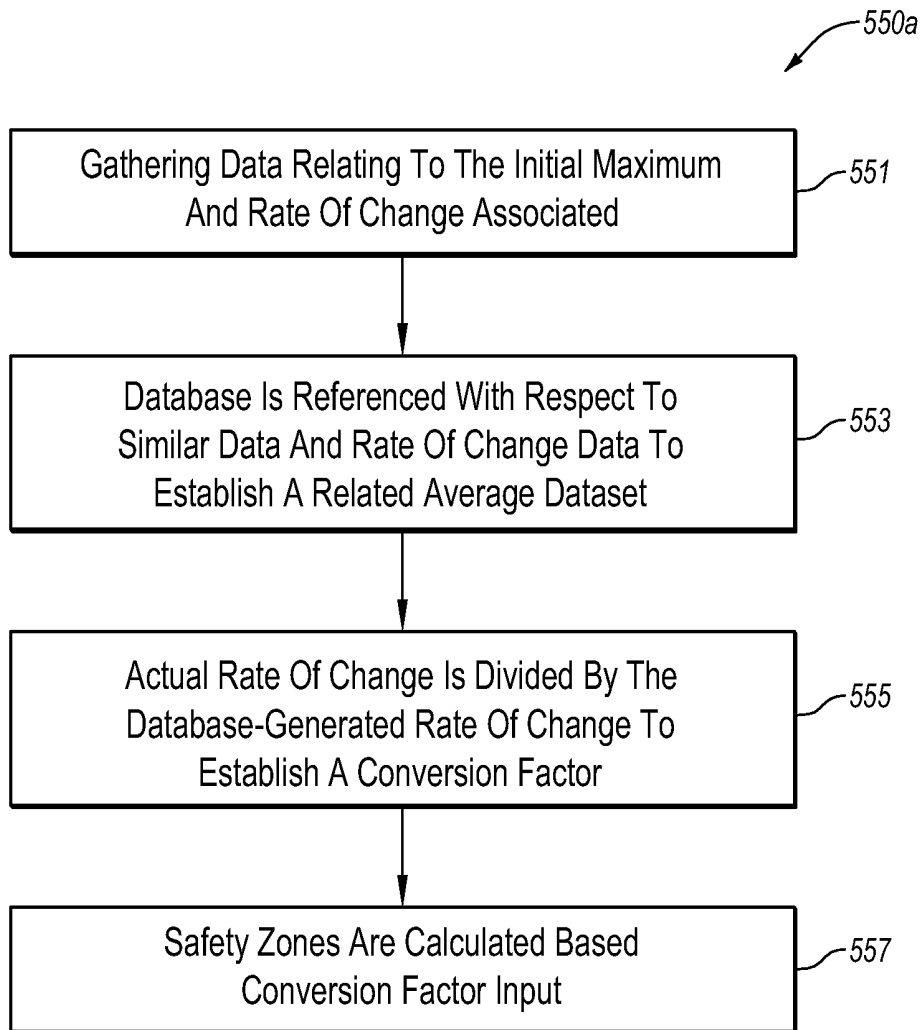 550a
Gathering Data Relating To The Initial Maximum
And Rate Of Change Associated
551
Database Is Referenced With Respect To
Similar Data And Rate Of Change Data To
Establish A Related Average Dataset
553
Actual Rate Of Change Is Divided By The
Database-Generated Rate Of Change To
Establish A Conversion Factor
555
Safety Zones Are Calculated Based
Conversion Factor Input
557